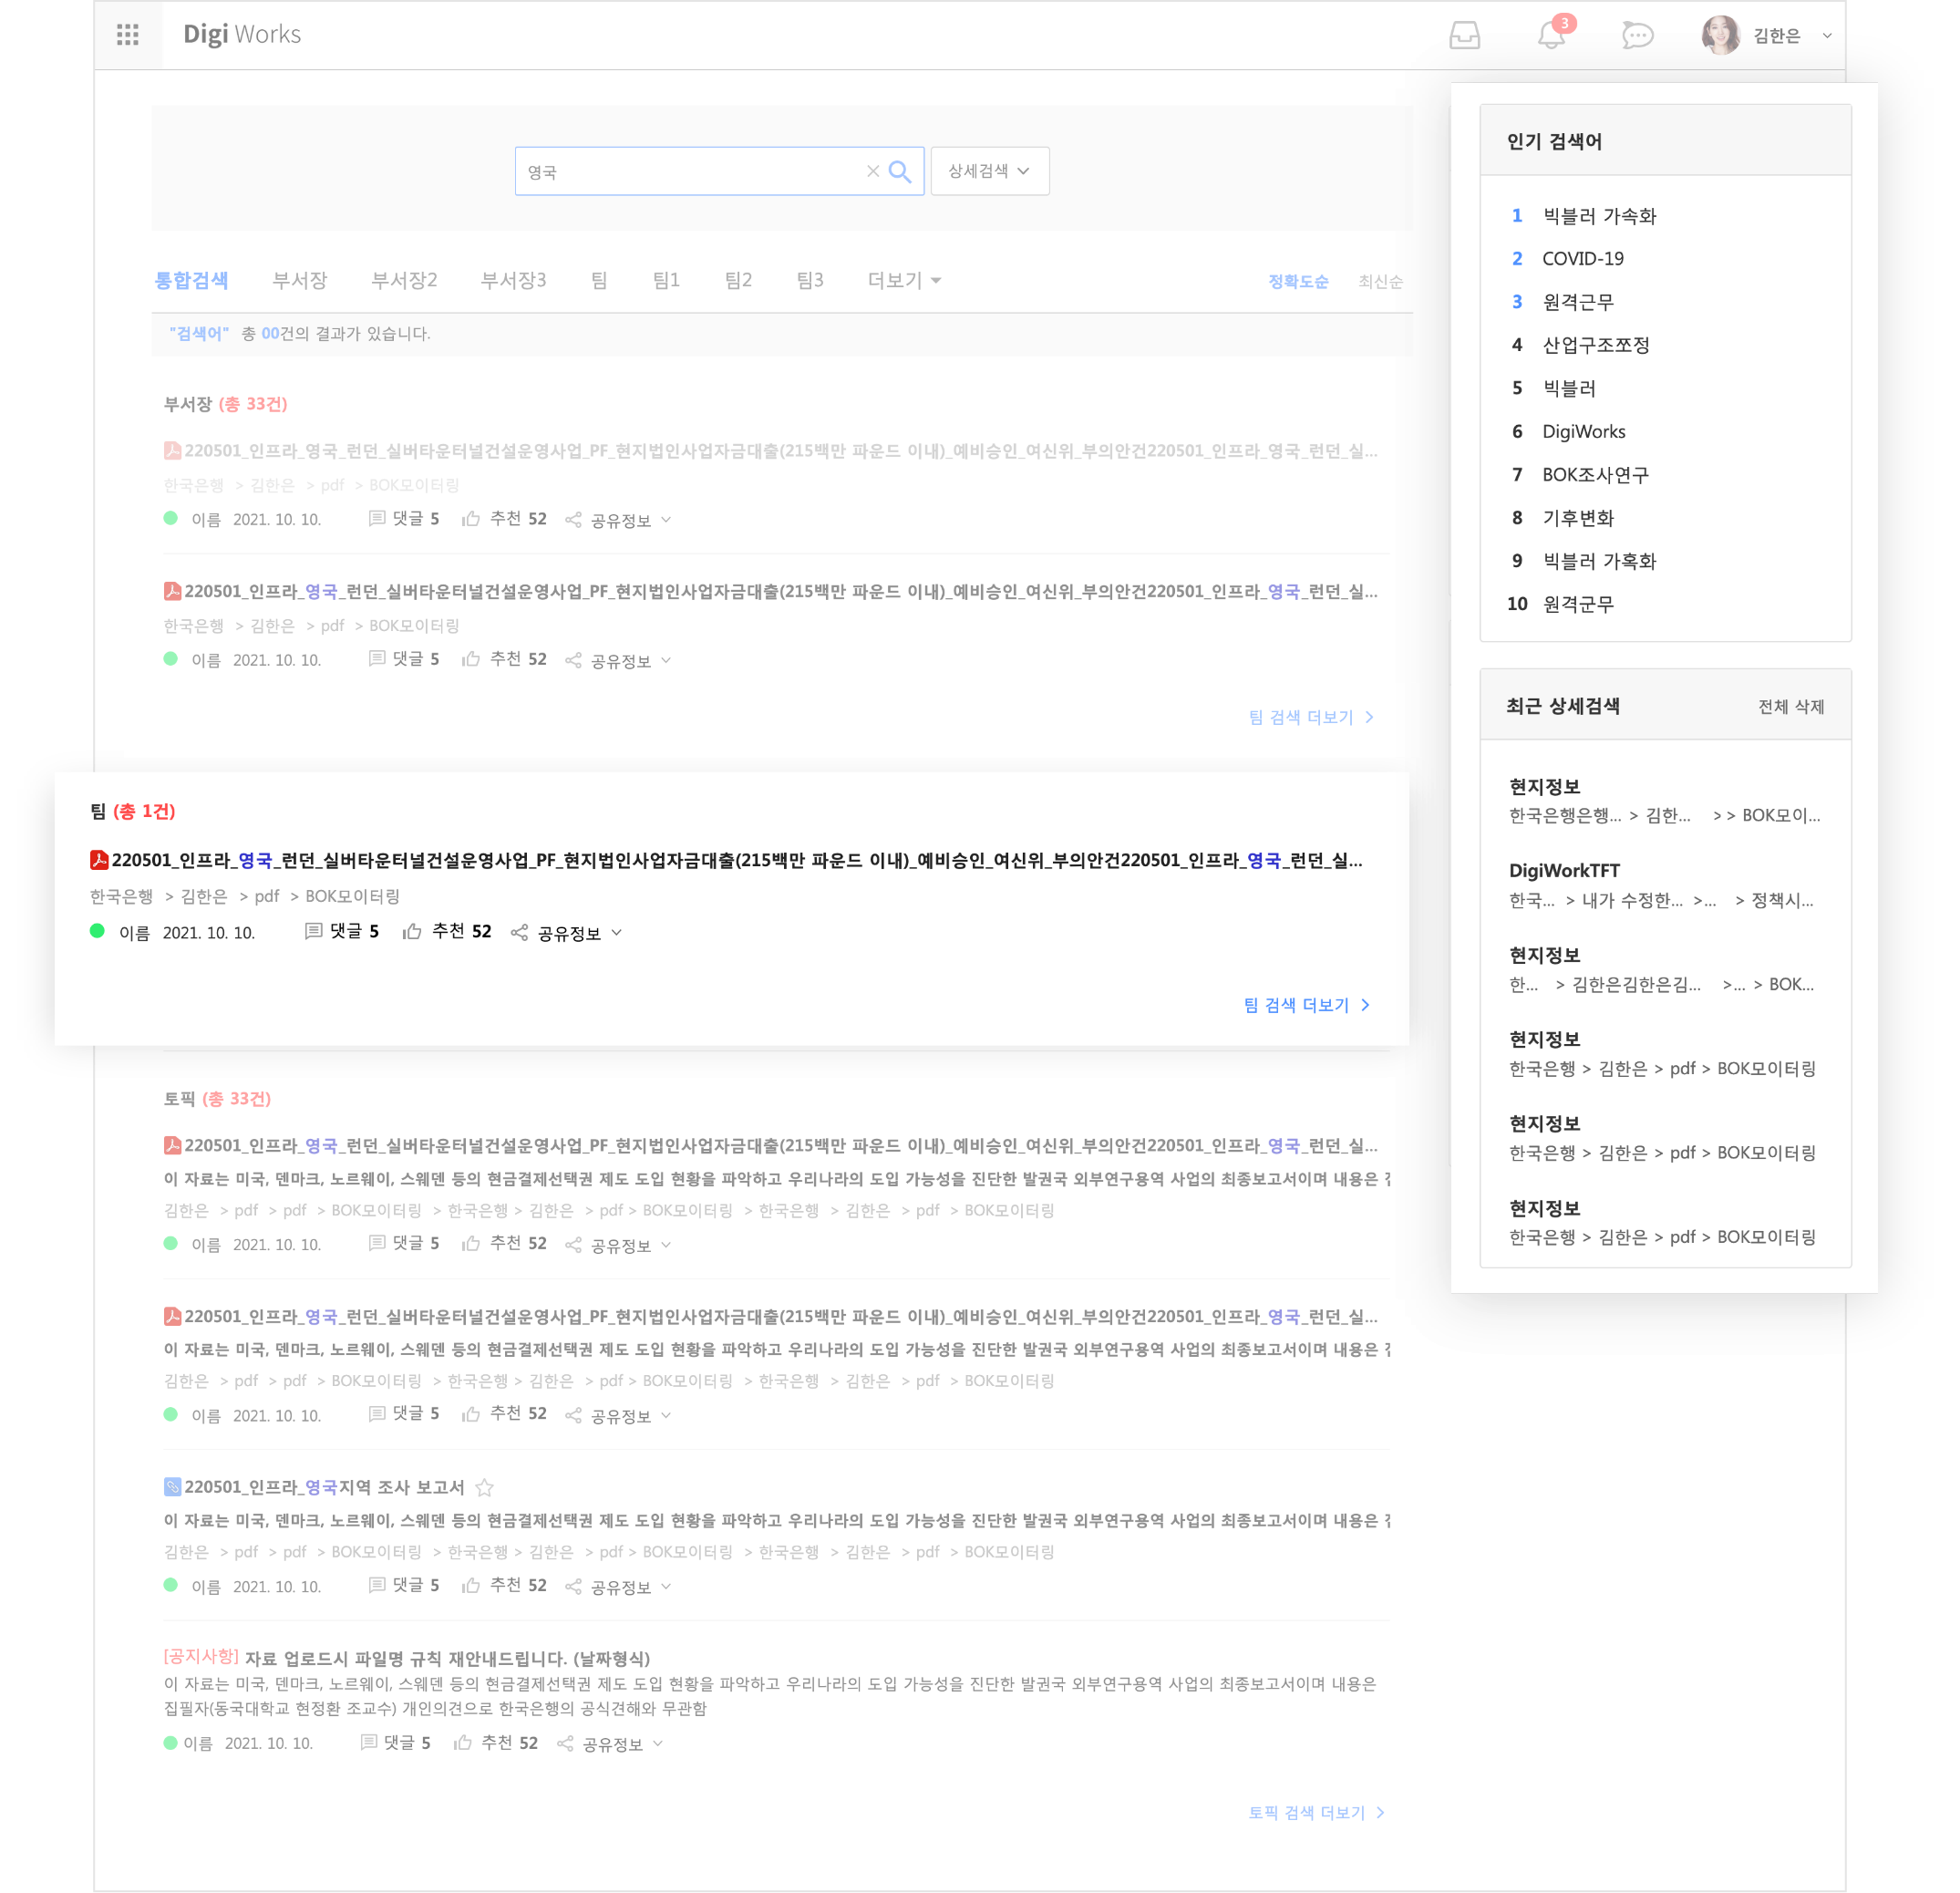 Digi Works
3
김한은
영국
상세검색
통합검색 부서장 부서장2 부서장3 팀 팀1 팀2 팀3 더보기
정확도순 최신순
"검색어" 총 00건의 결과가 있습니다.
부서장 (총 33건)
220501_인프라_영국_런던_실버타운터널건설운영사업_PF_현지법인사업자금대출(215백만 파운드 이내)_예비승인_여신위_부의안건220501_인프라_영국_런던_실...
한국은행 > 김한은 > pdf > BOK모이터링
이름 2021. 10. 10. 댓글 5 추천 52 공유정보
220501_인프라_영국_런던_실버타운터널건설운영사업_PF_현지법인사업자금대출(215백만 파운드 이내)_예비승인_여신위_부의안건220501_인프라_영국_런던_실...
한국은행 > 김한은 > pdf > BOK모이터링
이름 2021. 10. 10. 댓글 5 추천 52 공유정보
팀 검색 더보기 >
팀 (총 1건)
220501_인프라_영국_런던_실버타운터널건설운영사업_PF_현지법인사업자금대출(215백만 파운드 이내)_예비승인_여신위_부의안건220501_인프라_영국_런던_실...
한국은행 > 김한은 > pdf > BOK모이터링
이름 2021. 10. 10. 댓글 5 추천 52 공유정보
팀 검색 더보기 >
토픽 (총 33건)
220501_인프라_영국_런던_실버타운터널건설운영사업_PF_현지법인사업자금대출(215백만 파운드 이내)_예비승인_여신위_부의안건220501_인프라_영국_런던_실...
이 자료는 미국, 덴마크, 노르웨이, 스웨덴 등의 현금결제선택권 제도 도입 현황을 파악하고 우리나라의 도입 가능성을 진단한 발권국 외부연구용역 사업의 최종보고서이며 내용은
김한은 > pdf > pdf > BOK모이터링 > 한국은행 > 김한은 > pdf > BOK모이터링 > 한국은행 > 김한은 > pdf > BOK모이터링
이름 2021. 10. 10. 댓글 5 추천 52 공유정보
220501_인프라_영국_런던_실버타운터널건설운영사업_PF_현지법인사업자금대출(215백만 파운드 이내)_예비승인_여신위_부의안건220501_인프라_영국_런던_실...
이 자료는 미국, 덴마크, 노르웨이, 스웨덴 등의 현금결제선택권 제도 도입 현황을 파악하고 우리나라의 도입 가능성을 진단한 발권국 외부연구용역 사업의 최종보고서이며 내용은
김한은 > pdf > pdf > BOK모이터링 > 한국은행 > 김한은 > pdf > BOK모이터링 > 한국은행 > 김한은 > pdf > BOK모이터링
이름 2021. 10. 10. 댓글 5 추천 52 공유정보
220501_인프라_영국지역 조사 보고서
이 자료는 미국, 덴마크, 노르웨이, 스웨덴 등의 현금결제선택권 제도 도입 현황을 파악하고 우리나라의 도입 가능성을 진단한 발권국 외부연구용역 사업의 최종보고서이며 내용은
김한은 > pdf > pdf > BOK모이터링 > 한국은행 > 김한은 > pdf > BOK모이터링 > 한국은행 > 김한은 > pdf > BOK모이터링
이름 2021. 10. 10. 댓글 5 추천 52 공유정보
[공지사항] 자료 업로드시 파일명 규칙 재안내드립니다. (날짜형식)
이 자료는 미국, 덴마크, 노르웨이, 스웨덴 등의 현금결제선택권 제도 도입 현황을 파악하고 우리나라의 도입 가능성을 진단한 발권국 외부연구용역 사업의 최종보고서이며 내용은
집필자(동국대학교 현정환 조교수) 개인의견으로 한국은행의 공식견해와 무관함
이름 2021. 10. 10. 댓글 5 추천 52 공유정보
토픽 검색 더보기 >
인기 검색어
1 빅블러 가속화
2 COVID-19
3 원격근무
4 산업구조쪼정
5 빅블러
6 DigiWorks
7 BOK조사연구
8 기후변화
9 빅블러 가혹화
10 원격군무
최근 상세검색 전체 삭제
현지정보
한국은행은행... > 김한... > > BOK모이...
DigiWorkTFT
한국... > 내가 수정한... >... > 정책시...
현지정보
한... > 김한은김한은김... >... > BOK...
현지정보
한국은행 > 김한은 > pdf > BOK모이터링
현지정보
한국은행 > 김한은 > pdf > BOK모이터링
현지정보
한국은행 > 김한은 > pdf > BOK모이터링